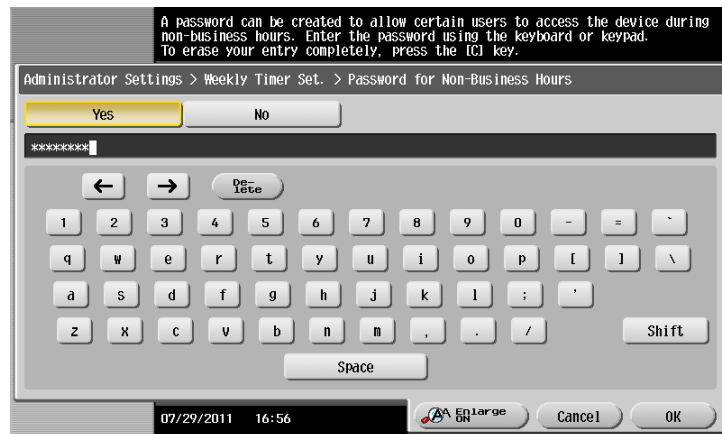 A password can be created to allow certain users to access the device during
non-business hours. Enter the password using the keyboard or keypad.
To erase your entry completely, press the [C] key.
Administrator Settings > Weekly Timer Set. > Password for Non-Business Hours
Yes No
********
← → De-
lete
1 2 3 4 5 6 7 8 9 0 - = `
q w e r t y u i o p [ ] \
a s d f g h j k l ; '
z x c v b n m , . / Shift
Space
07/29/2011 16:56 AA Enlarge
ON Cancel OK